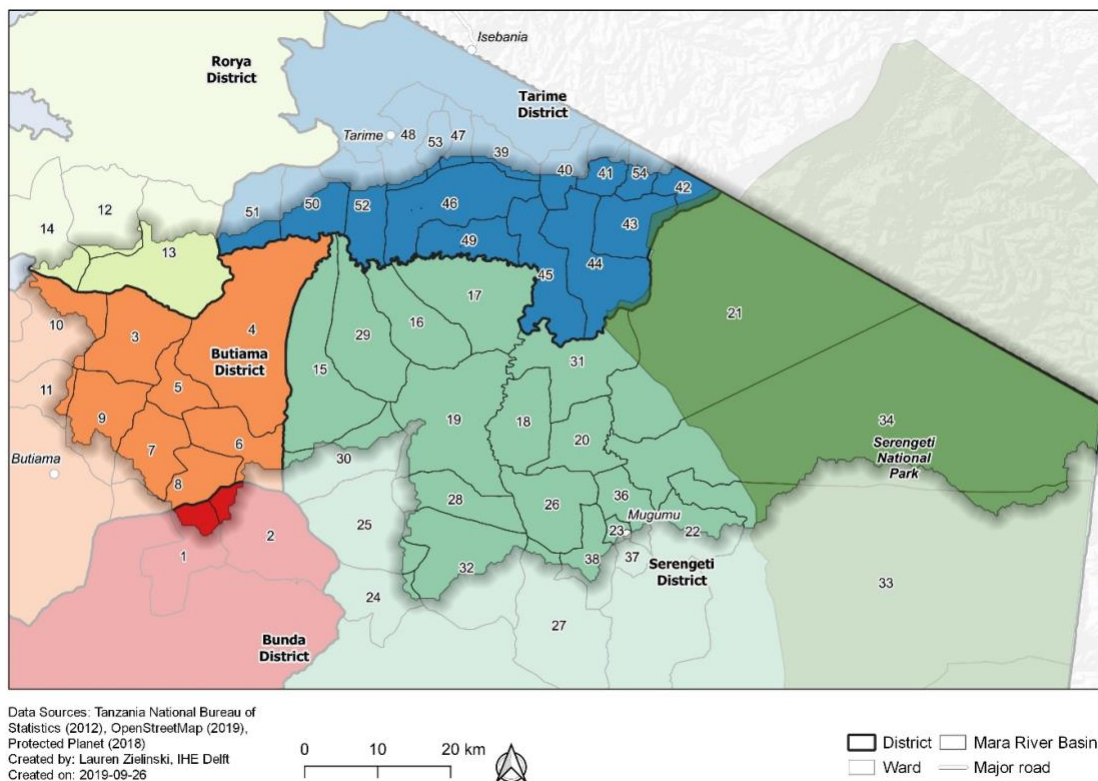 Isebania
Rorya
District
Tarime
District
Tarime
48
53
47
39
40
41
54
42
14
12
51
50
52
46
43
13
49
44
45
10
3
4
17
21
16
29
15
Butiama
District
31
5
11
9
19
18
20
34
7
6
Serengeti
National
Park
Butiama
30
8
28
26
36
25
Mugumu
23
22
2
1
38
37
32
Serengeti
District
33
24
27
Bunda
District
Data Sources: Tanzania National Bureau of
Statistics (2012), OpenStreetMap (2019),
Protected Planet (2018)
Created by: Lauren Zielinski, IHE Delft
Created on: 2019-09-26
0 10 20 km
District
Mara River Basin
Ward
Major road